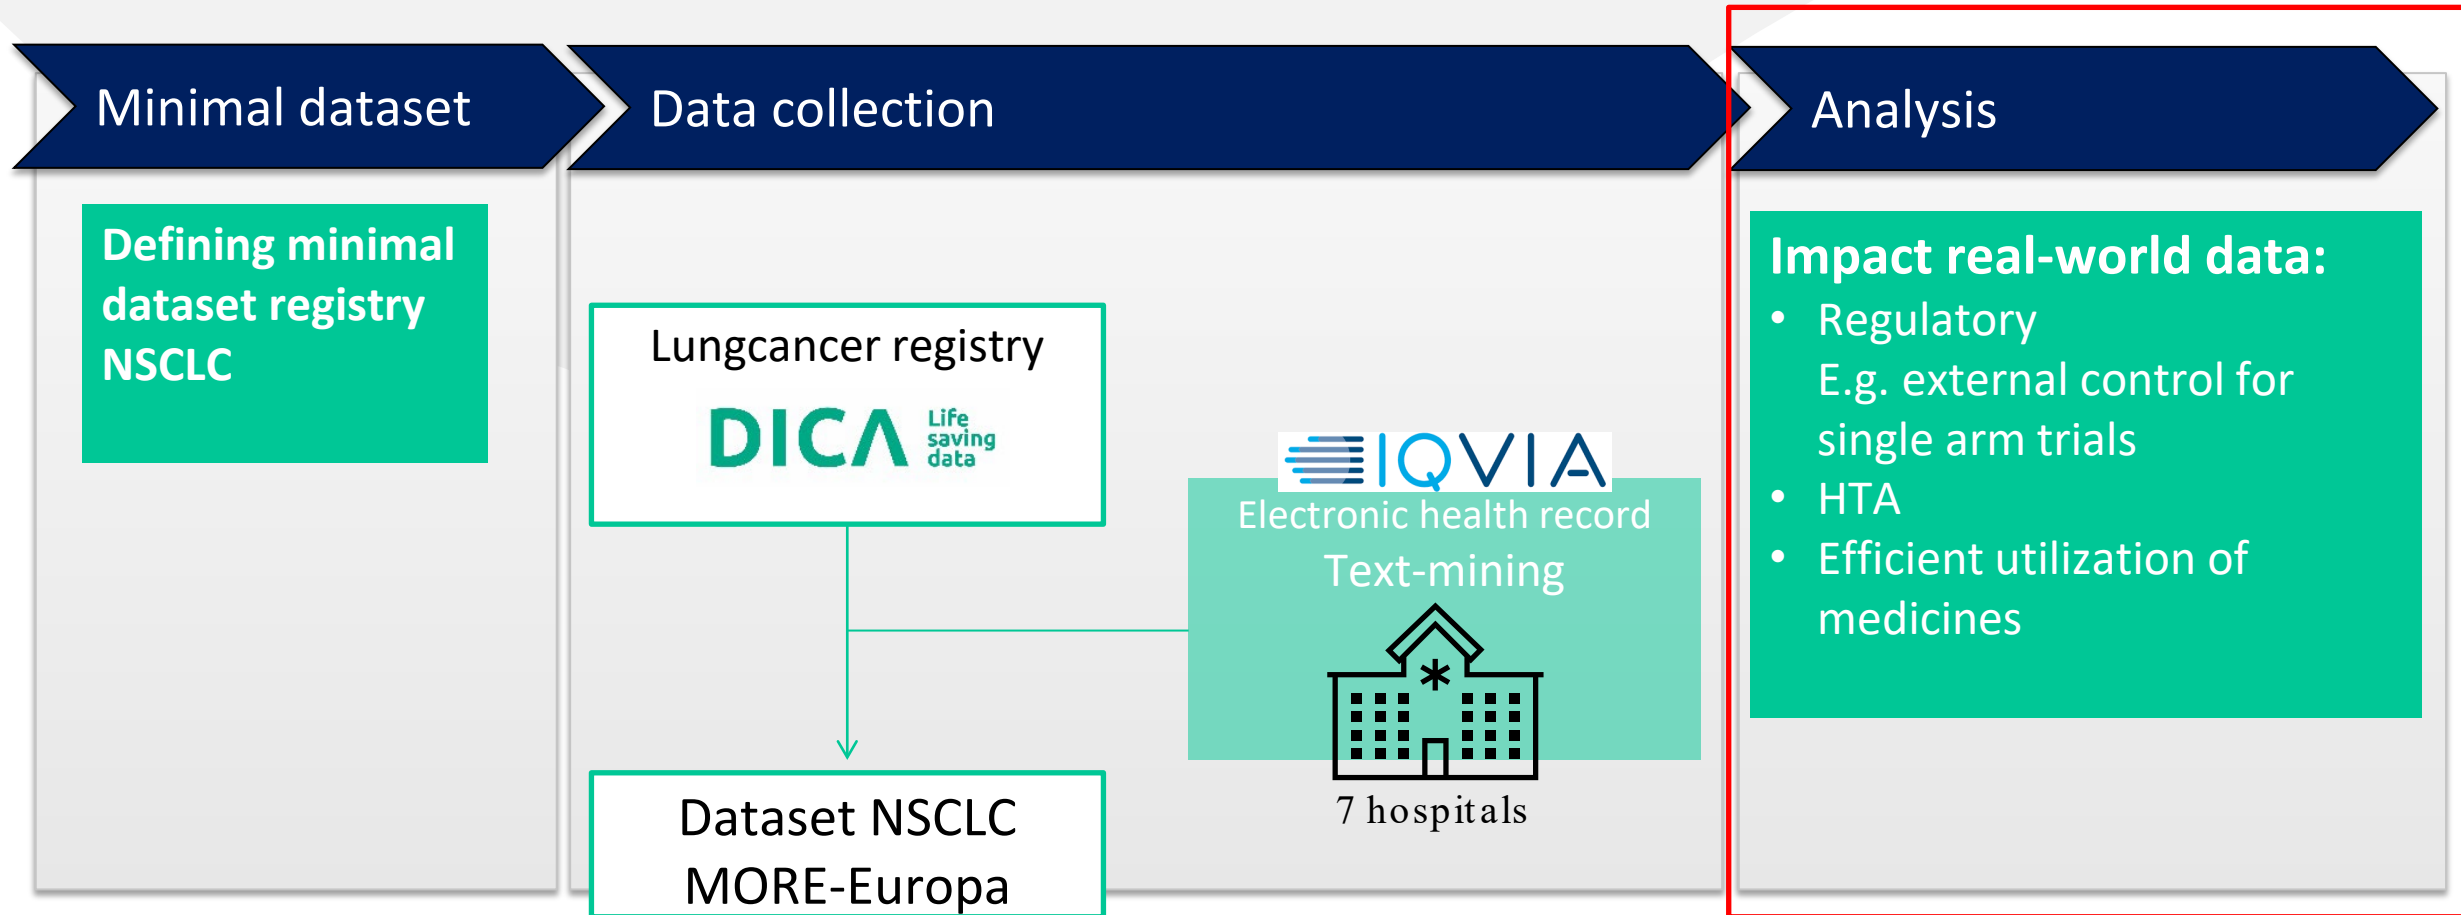 Minimal dataset
Data collection
Analysis
Defining minimal
dataset registry
NSCLC
Lungcancer registry
DICA Life
saving
data
IQVIA
Electronic health record
Text-mining
7 hospitals
Dataset NSCLC
MORE-Europa
Impact real-world data:
• Regulatory
E.g. external control for
single arm trials
• HTA
• Efficient utilization of
medicines